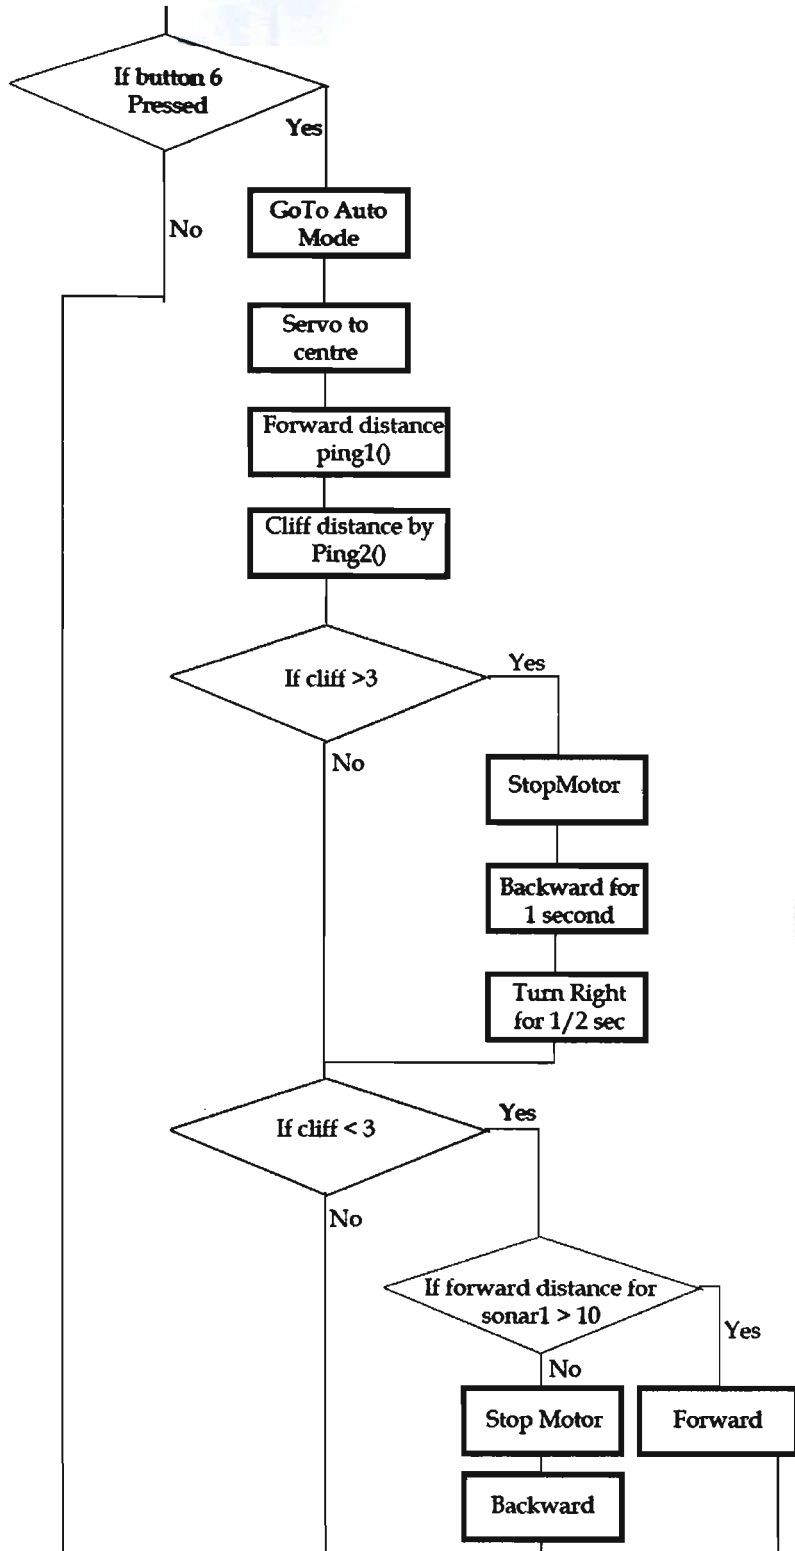 If button 6
Pressed
Yes
No
GoTo Auto
Mode
Servo to
centre
Forward distance
ping1()
Cliff distance by
Ping2()
If cliff >3
Yes
No
StopMotor
Backward for
1 second
Turn Right
for 1/2 sec
If cliff < 3
Yes
No
If forward distance for
sonar1 > 10
Yes
No
Stop Motor
Forward
Backward